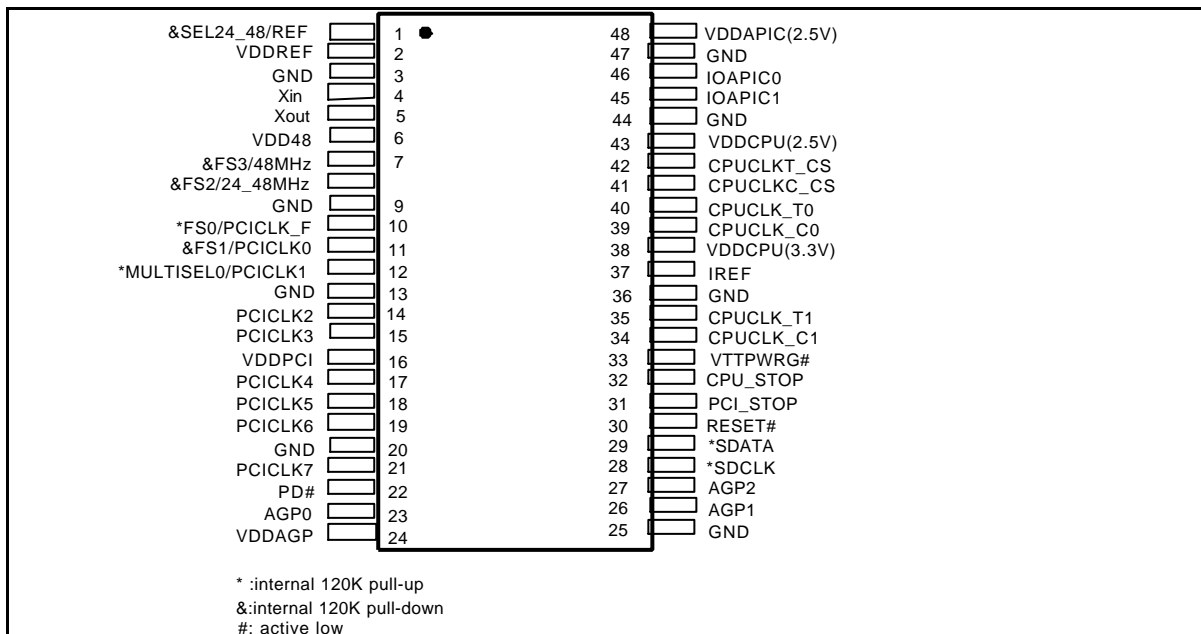 &SEL24_48/REF 1 48 VDDAPIC(2.5V)
VDDREF 2 47 GND
GND 3 46 IOAPIC0
Xin 4 45 IOAPIC1
Xout 5 44 GND
VDD48 6 43 VDDCPU(2.5V)
&FS3/48MHz 7 42 CPUCLKT_CS
&FS2/24_48MHz 41 CPUCLKC_CS
GND 9 40 CPUCLK_T0
*FS0/PCICLK_F 10 39 CPUCLK_C0
&FS1/PCICLK0 11 38 VDDCPU(3.3V)
*MULTISEL0/PCICLK1 12 37 IREF
GND 13 36 GND
PCICLK2 14 35 CPUCLK_T1
PCICLK3 15 34 CPUCLK_C1
VDDPCI 16 33 VTTPWRG#
PCICLK4 17 32 CPU_STOP
PCICLK5 18 31 PCI_STOP
PCICLK6 19 30 RESET#
GND 20 29 *SDATA
PCICLK7 21 28 *SDCLK
PD# 22 27 AGP2
AGP0 23 26 AGP1
VDDAGP 24 25 GND
* :internal 120K pull-up
&:internal 120K pull-down
#: active low